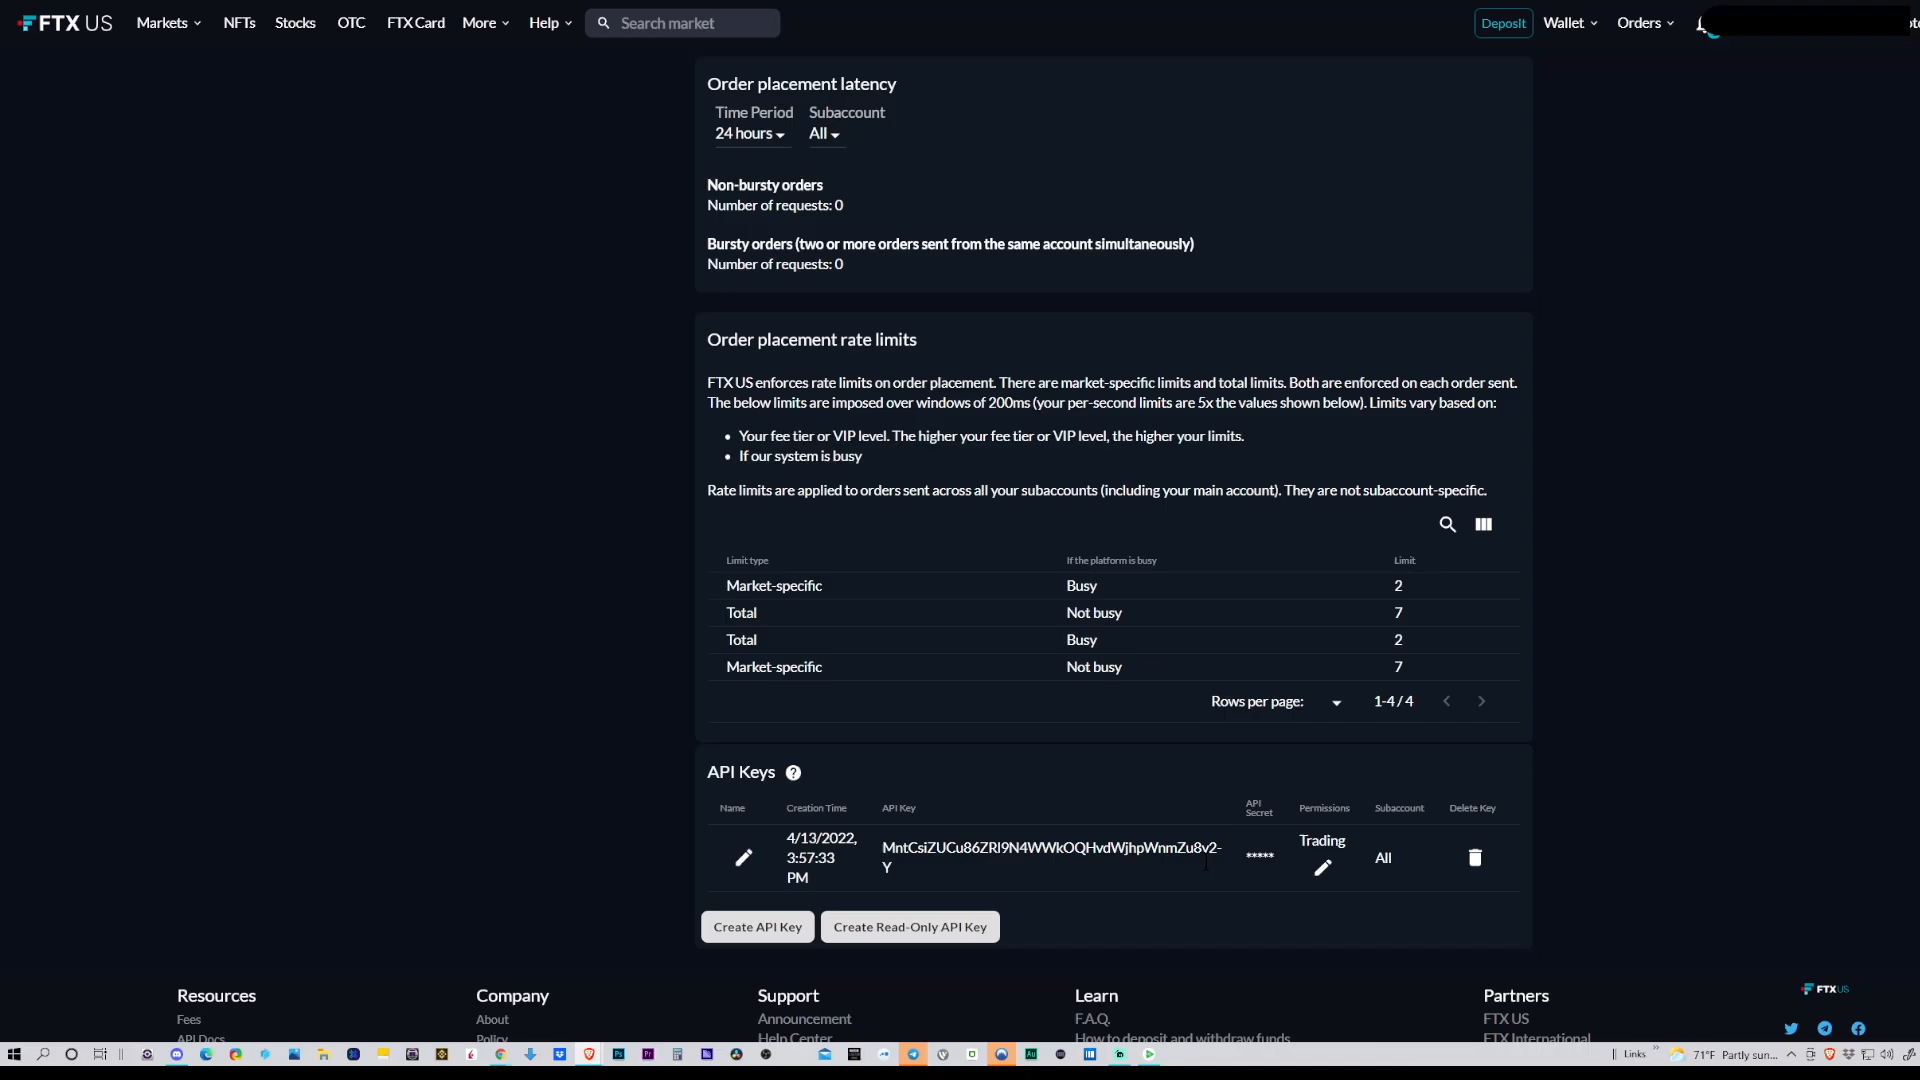 FTX US Markets NFTs Stocks OTC FTX Card More Help Search market Deposit Wallet Orders
Order placement latency
Time Period Subaccount
24 hours All
Non-bursty orders
Number of requests: 0
Bursty orders (two or more orders sent from the same account simultaneously)
Number of requests: 0
Order placement rate limits
FTX US enforces rate limits on order placement. There are market-specific limits and total limits. Both are enforced on each order sent.
The below limits are imposed over windows of 200ms (your per-second limits are 5x the values shown below). Limits vary based on:
• Your fee tier or VIP level. The higher your fee tier or VIP level, the higher your limits.
• If our system is busy
Rate limits are applied to orders sent across all your subaccounts (including your main account). They are not subaccount-specific.
Limit type If the platform is busy Limit
Market-specific Busy 2
Total Not busy 7
Total Busy 2
Market-specific Not busy 7
Rows per page: 1-4 / 4
API Keys ?
Name Creation Time API Key API Secret Permissions Subaccount Delete Key
4/13/2022, 3:57:33 PM MntCsiZUCu86ZRI9N4WWkOQHvdWjhpWnmZu8v2-Y ***** Trading All
Create API Key Create Read-Only API Key
Resources Company Support Learn Partners FTX US
Fees About Announcement F.A.Q. FTX US
API Docs Policy Help Center How to deposit and withdraw funds FTX International
Links 71°F Partly sun...